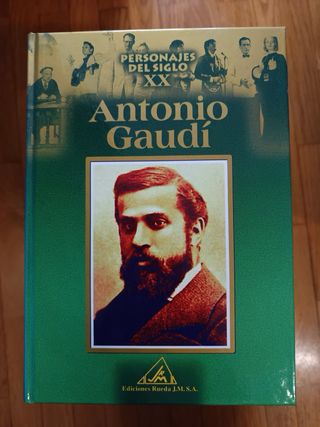 PERSONAJES
DEL SIGLO
XX
Antonio
Gaudí
Ediciones Rueda J.M. S.A.